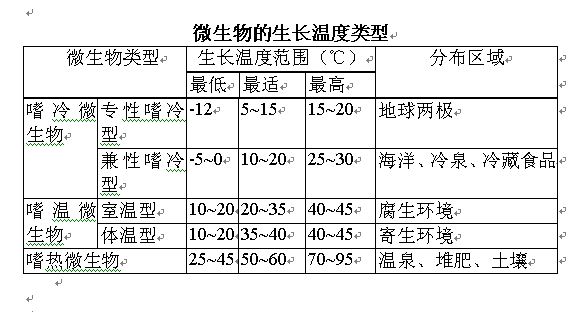 微生物的生长温度类型
微生物类型 生长温度范围（℃） 分布区域
最低 最适 最高
嗜冷微生物 专性嗜冷型 -12 5~15 15~20 地球两极
兼性嗜冷型 -5~0 10~20 25~30 海洋、冷泉、冷藏食品
嗜温微生物 室温型 10~20 20~35 40~45 腐生环境
体温型 10~20 35~40 40~45 寄生环境
嗜热微生物 25~45 50~60 70~95 温泉、堆肥、土壤